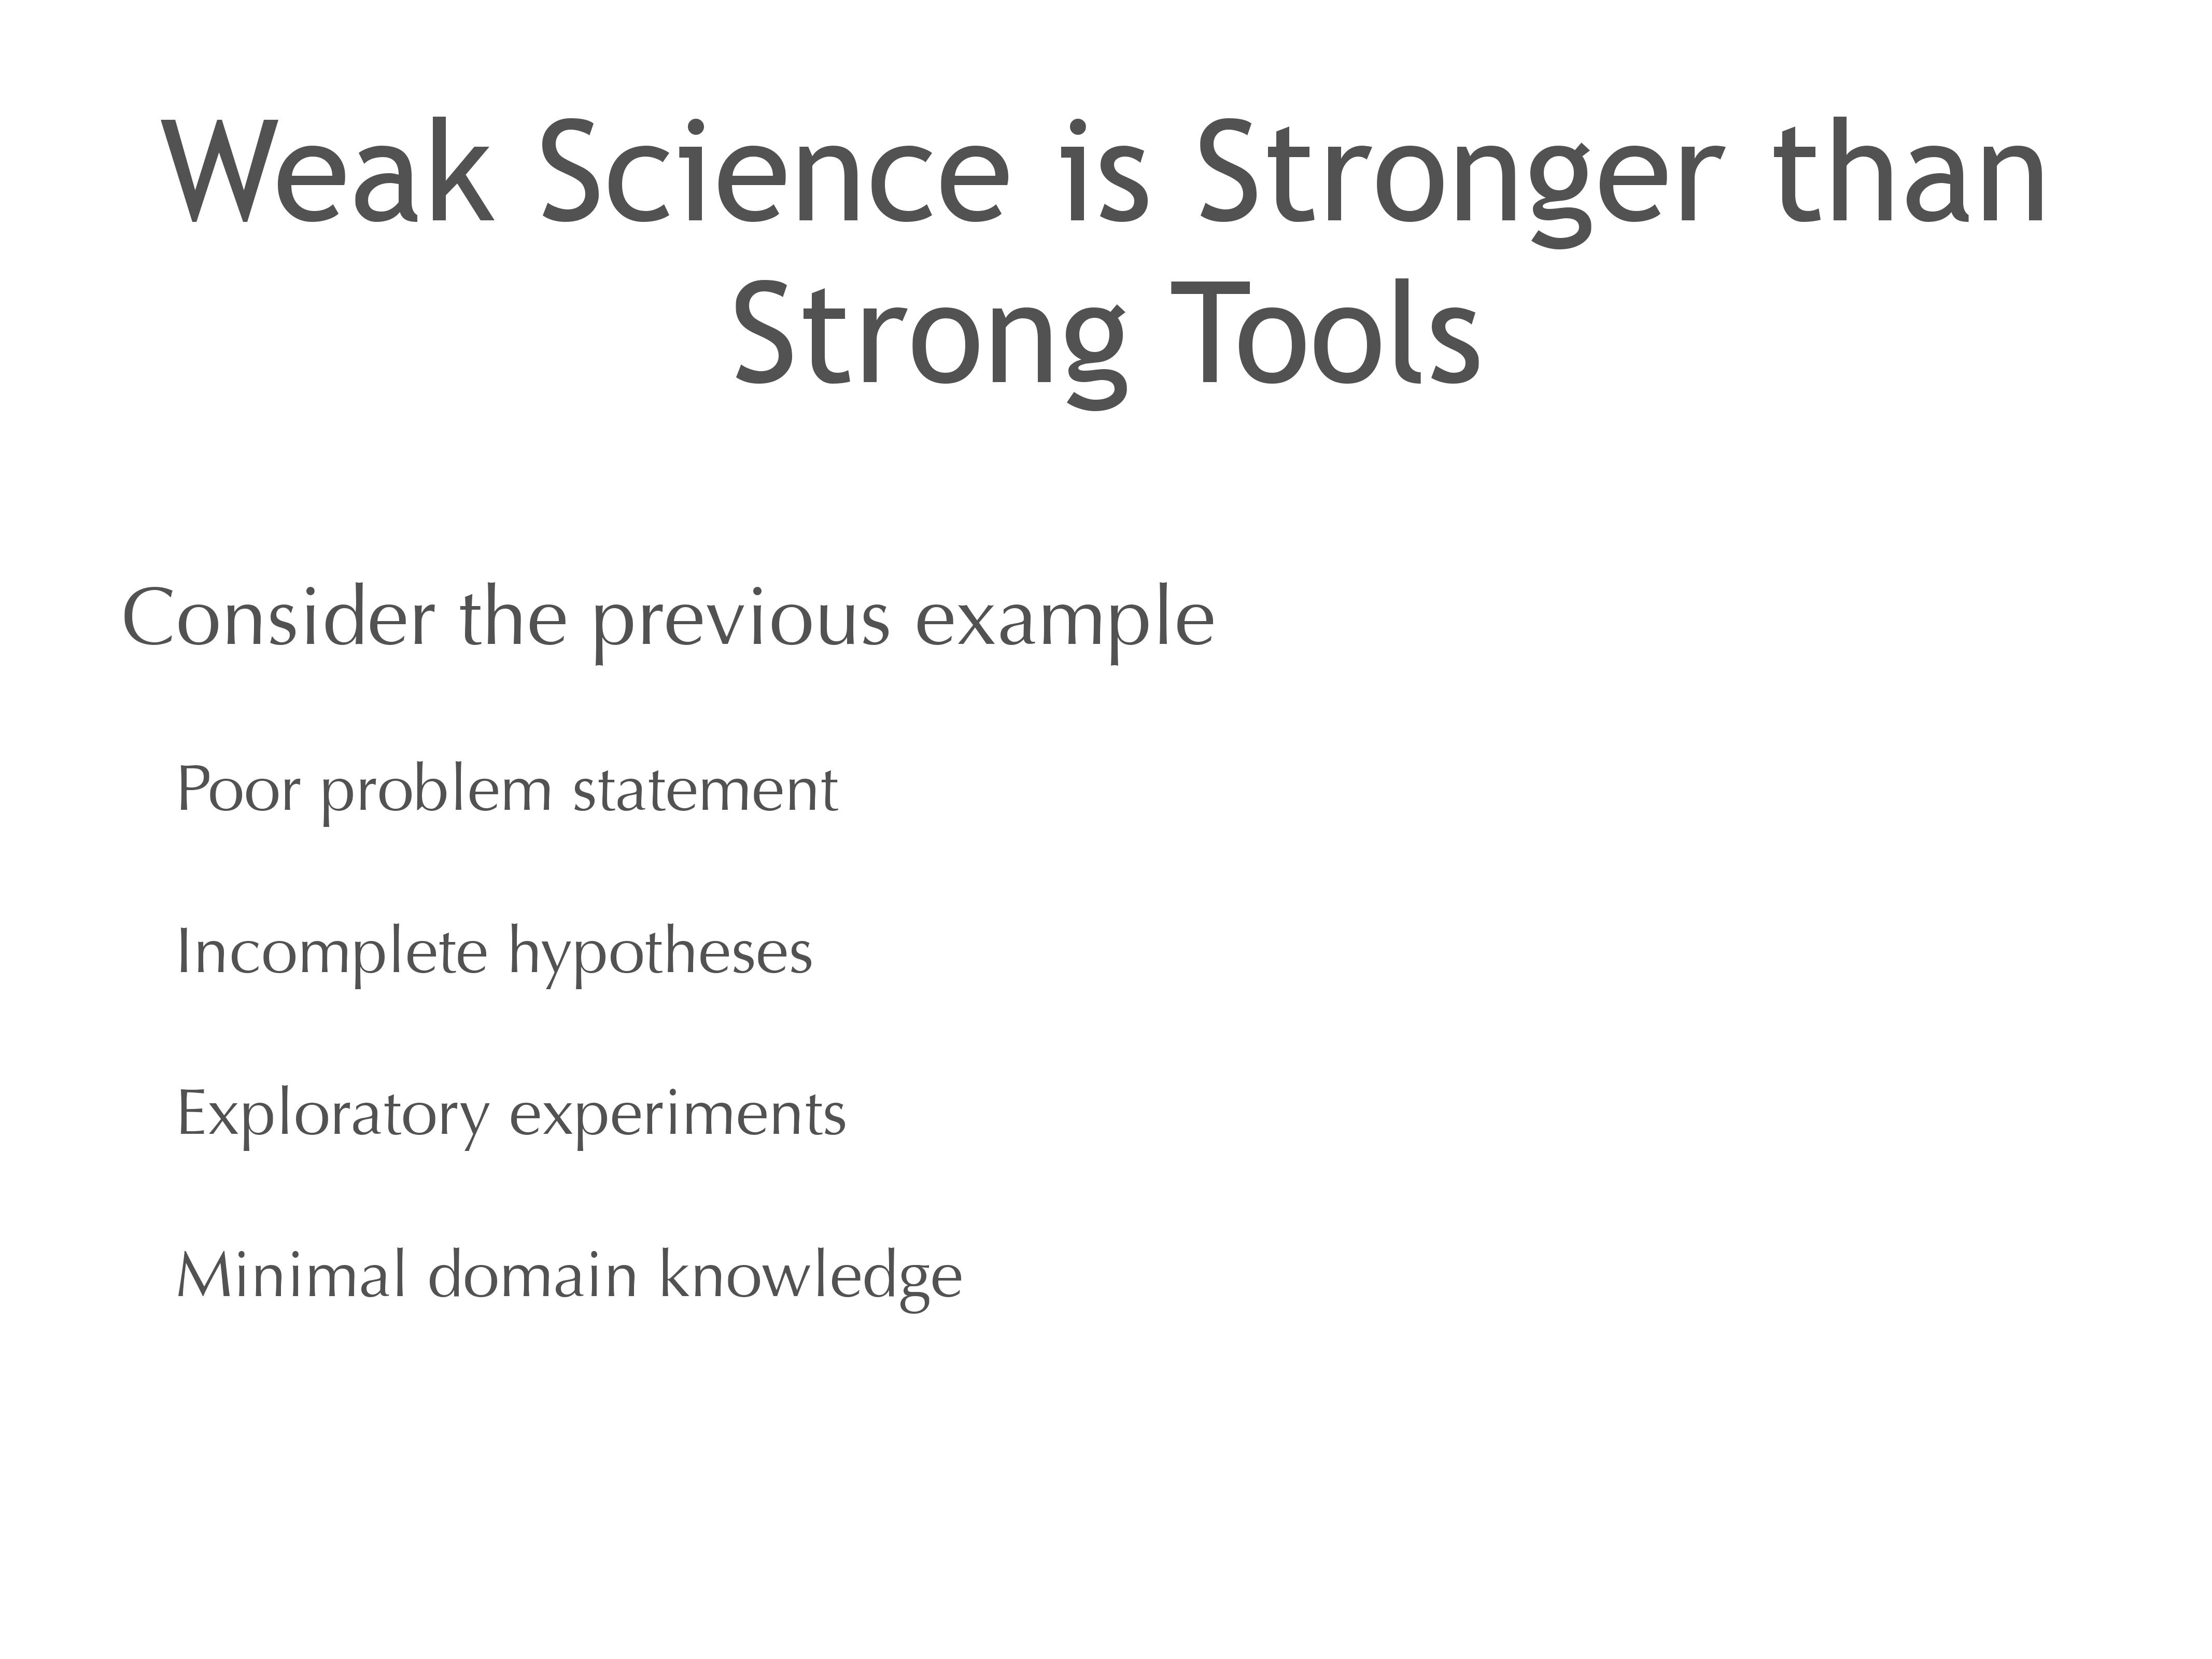 Weak Science is Stronger than
Strong Tools
Consider the previous example
Poor problem statement
Incomplete hypotheses
Exploratory experiments
Minimal domain knowledge